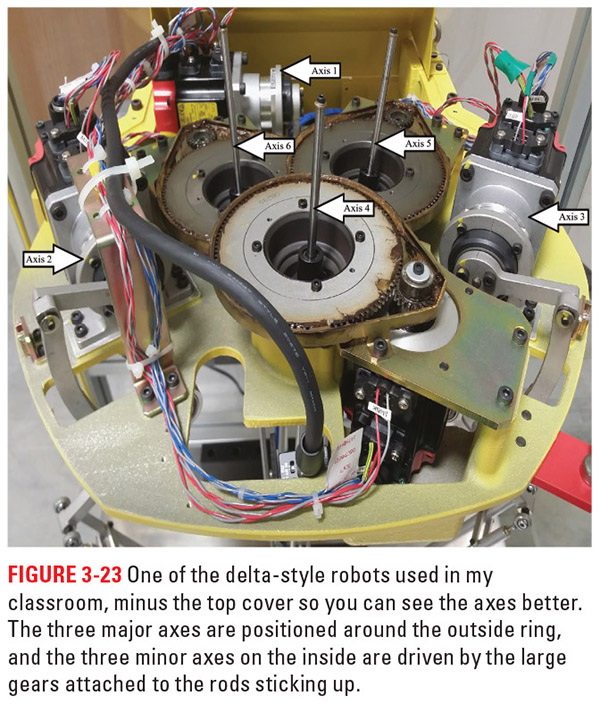 Axis 1
Axis 6
Axis 5
Axis 4
Axis 3
Axis 2
FIGURE 3-23 One of the delta-style robots used in my
classroom, minus the top cover so you can see the axes better.
The three major axes are positioned around the outside ring,
and the three minor axes on the inside are driven by the large
gears attached to the rods sticking up.